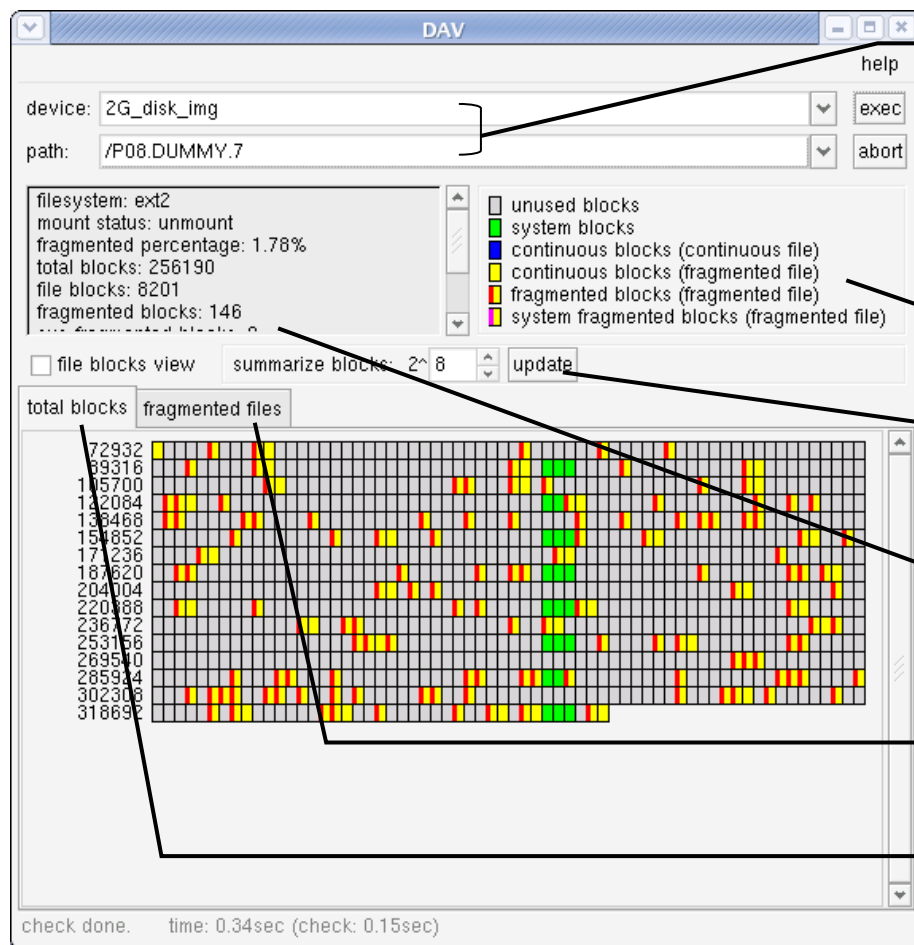 DAV
help
device: 2G_disk_img exec
path: /P08.DUMMY.7 abort
filesystem: ext2
mount status: unmount
fragmented percentage: 1.78%
total blocks: 256190
file blocks: 8201
fragmented blocks: 146
unused blocks
system blocks
continuous blocks (continuous file)
continuous blocks (fragmented file)
fragmented blocks (fragmented file)
system fragmented blocks (fragmented file)
file blocks view summarize blocks: 2^ 8 update
total blocks fragmented files
72932
89316
105700
122084
138468
154852
171236
187620
204004
220388
236772
253156
269540
285924
302308
318692
check done. time: 0.34sec (check: 0.15sec)